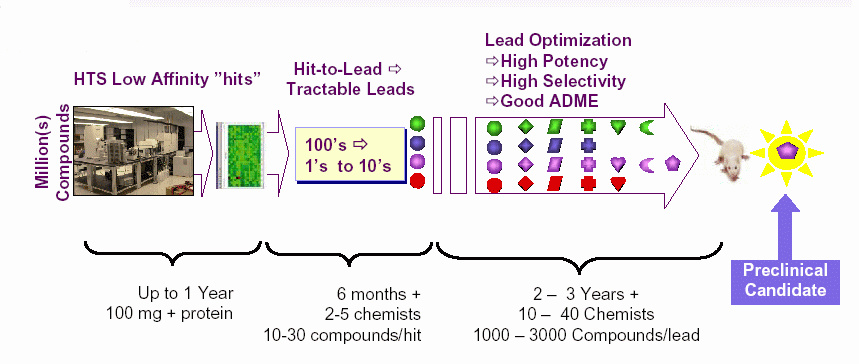 HTS Low Affinity ”hits”
Million(s)
Compounds
Hit-to-Lead ⇨
Tractable Leads
100’s ⇨
1’s to 10’s
Lead Optimization
⇨High Potency
⇨High Selectivity
⇨Good ADME
Preclinical
Candidate
Up to 1 Year
100 mg + protein
6 months +
2-5 chemists
10-30 compounds/hit
2 – 3 Years +
10 – 40 Chemists
1000 – 3000 Compounds/lead